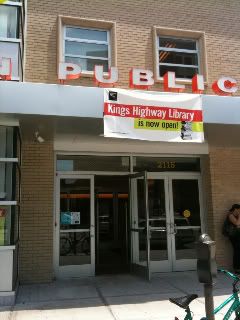 N PUBLIC
Kings Highway Library
is now open!
2115